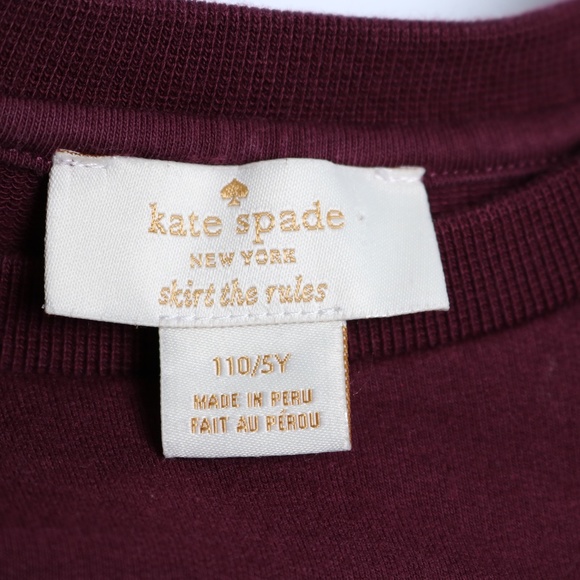 kate spade
NEW YORK
skirt the rules
110/5Y
MADE IN PERU
FAIT AU PÉROU